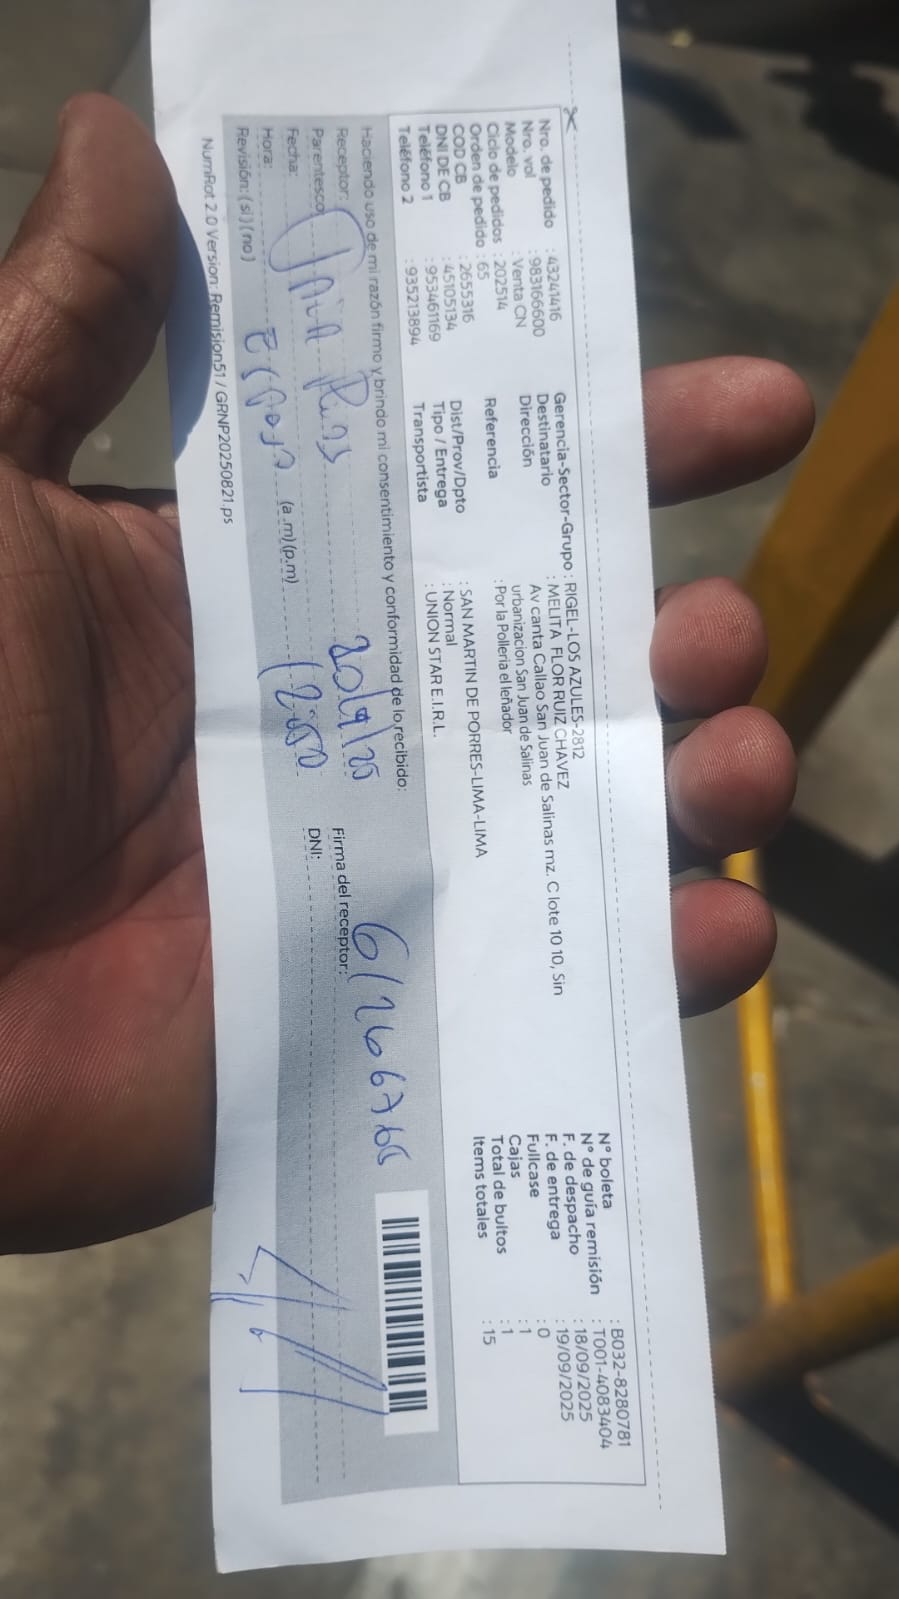 Nro. de pedido : 43241416
Nro. vol : 983166600
Modelo : Venta CN
Ciclo de pedidos : 202514
Orden de pedido : 65
COD CB : 2655316
DNI DE CB : 45105134
Teléfono 1 : 953461169
Teléfono 2 : 935213894
Gerencia-Sector-Grupo : RIGEL-LOS AZULES-2812
Destinatario : MELITA FLOR RUIZ CHAVEZ
Dirección : Av canta Callao San Juan de Salinas mz. C lote 10 10, Sin
urbanizacion San Juan de Salinas
Referencia : Por la Polleria el leñador
Dist/Prov/Dpto : SAN MARTIN DE PORRES-LIMA-LIMA
Tipo / Entrega : Normal
Transportista : UNION STAR E.I.R.L.
N° boleta : B032-8280781
N° de guía remisión : T001-4083404
F. de despacho : 18/09/2025
F. de entrega : 19/09/2025
Fullcase : 0
Cajas : 1
Total de bultos : 1
Items totales : 15
Haciendo uso de mi razón firmo y brindo mi consentimiento y conformidad de lo recibido:
Receptor:
Parentesco:
Fecha: 20/9/25
Hora: (a.m)(p.m) 1250
Revisión: (si) (no)
Firma del receptor:
DNI:
NumRot 2.0 Version: Remision51 / GRNP20250821.ps